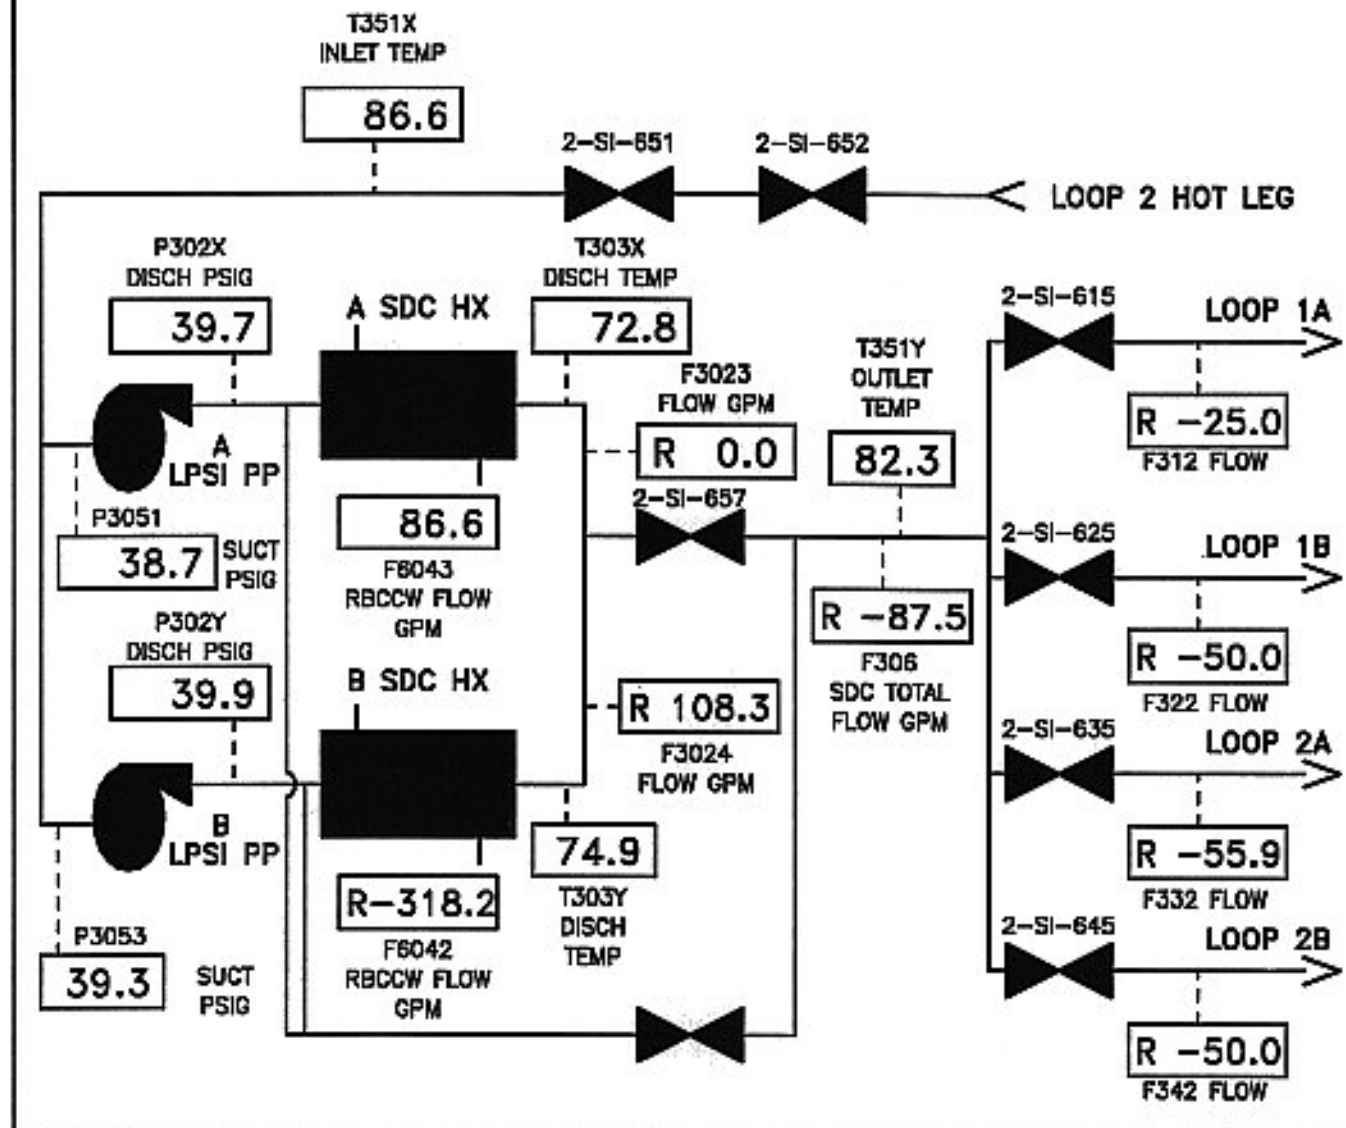 T351X
INLET TEMP
86.6
2-SI-651
2-SI-652
LOOP 2 HOT LEG
P302X
DISCH PSIG
39.7
A SDC HX
T303X
DISCH TEMP
72.8
2-SI-615
LOOP 1A
T351Y
OUTLET
TEMP
82.3
F3023
FLOW GPM
R 0.0
R -25.0
F312 FLOW
A
LPSI PP
P3051
38.7
SUCT
PSIG
86.6
F6043
RBCCW FLOW
GPM
2-SI-657
2-SI-625
LOOP 1B
R -87.5
F306
SDC TOTAL
FLOW GPM
R -50.0
F322 FLOW
P302Y
DISCH PSIG
39.9
B SDC HX
R 108.3
F3024
FLOW GPM
2-SI-635
LOOP 2A
B
LPSI PP
R-318.2
F6042
RBCCW FLOW
GPM
74.9
T303Y
DISCH
TEMP
R -55.9
F332 FLOW
P3053
39.3
SUCT
PSIG
2-SI-645
LOOP 2B
R -50.0
F342 FLOW